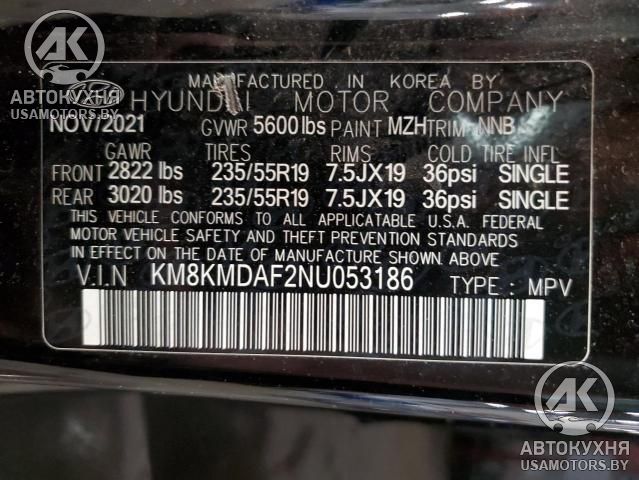 MANUFACTURED IN KOREA BY
HYUNDAI MOTOR COMPANY
NOV/2021 GVWR 5600 lbs PAINT MZH TRIM NNB
GAWR TIRES RIMS COLD TIRE INFL
FRONT 2822 lbs 235/55R19 7.5JX19 36psi SINGLE
REAR 3020 lbs 235/55R19 7.5JX19 36psi SINGLE
THIS VEHICLE CONFORMS TO ALL APPLICABLE U.S.A. FEDERAL
MOTOR VEHICLE SAFETY AND THEFT PREVENTION STANDARDS
IN EFFECT ON THE DATE OF MANUFACTURE SHOWN ABOVE
V.I.N KM8KMDAF2NU053186 TYPE : MPV
АК
АВТОКУХНЯ
USAMOTORS.BY
АК
АВТОКУХНЯ
USAMOTORS.BY